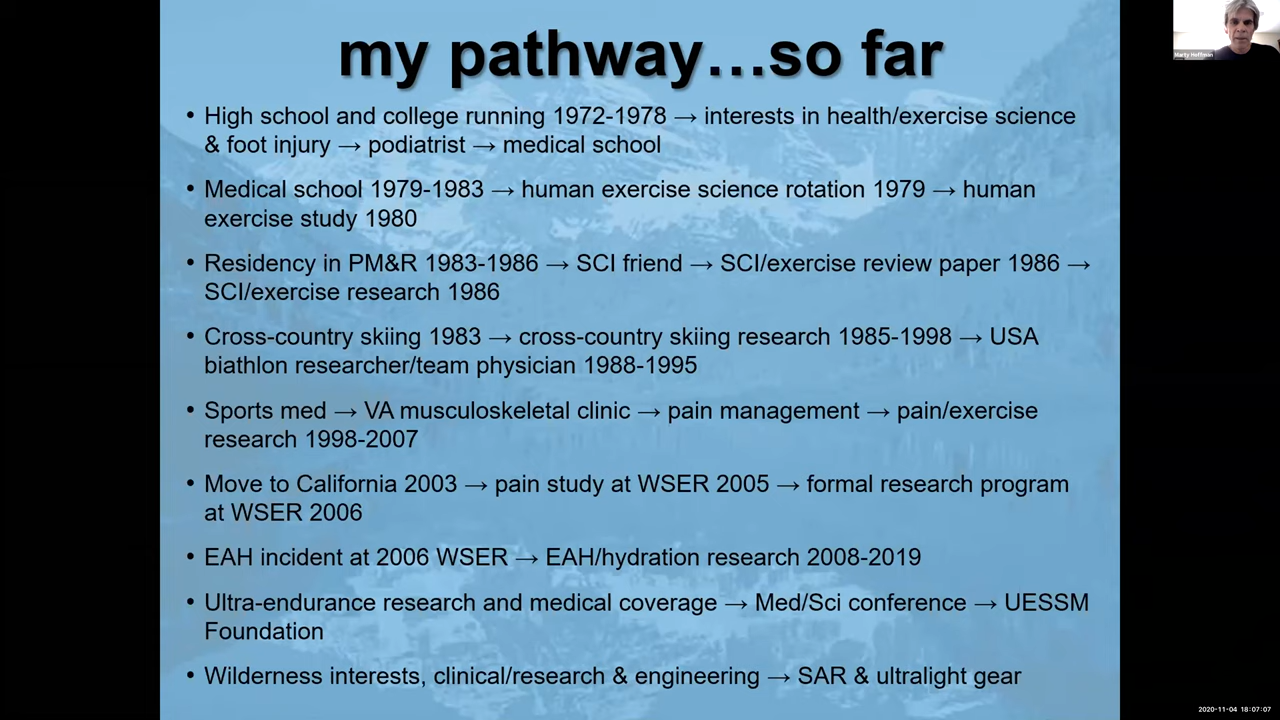 my pathway…so far
• High school and college running 1972-1978 → interests in health/exercise science
& foot injury → podiatrist → medical school
• Medical school 1979-1983 → human exercise science rotation 1979 → human
exercise study 1980
• Residency in PM&R 1983-1986 → SCI friend → SCI/exercise review paper 1986 →
SCI/exercise research 1986
• Cross-country skiing 1983 → cross-country skiing research 1985-1998 → USA
biathlon researcher/team physician 1988-1995
• Sports med → VA musculoskeletal clinic → pain management → pain/exercise
research 1998-2007
• Move to California 2003 → pain study at WSER 2005 → formal research program
at WSER 2006
• EAH incident at 2006 WSER → EAH/hydration research 2008-2019
• Ultra-endurance research and medical coverage → Med/Sci conference → UESSM
Foundation
• Wilderness interests, clinical/research & engineering → SAR & ultralight gear
Marty Hoffman
2020-11-04 18:07:07